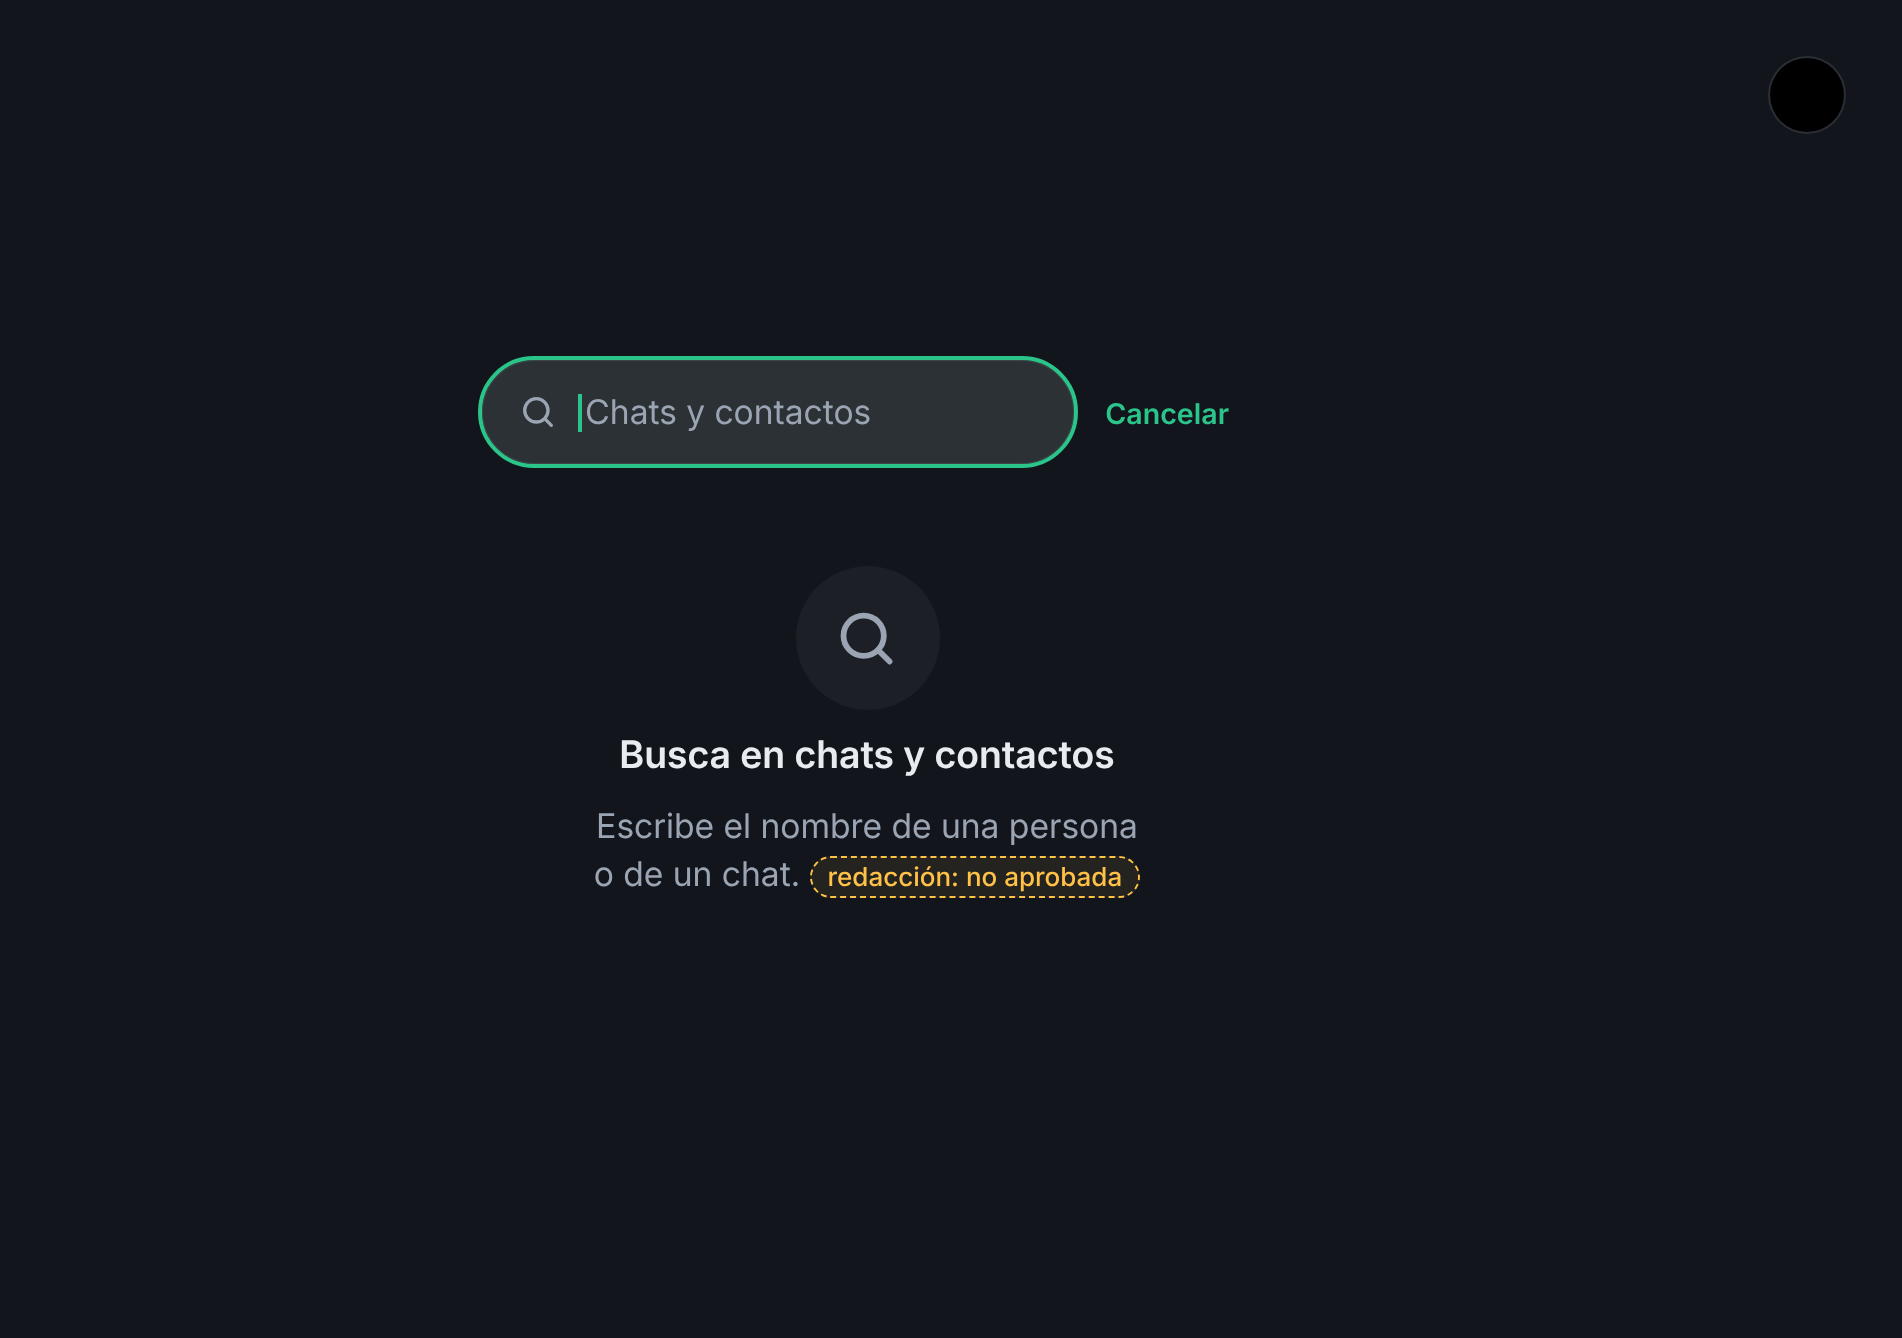 Chats y contactos
Cancelar
Busca en chats y contactos
Escribe el nombre de una persona
o de un chat. redacción: no aprobada